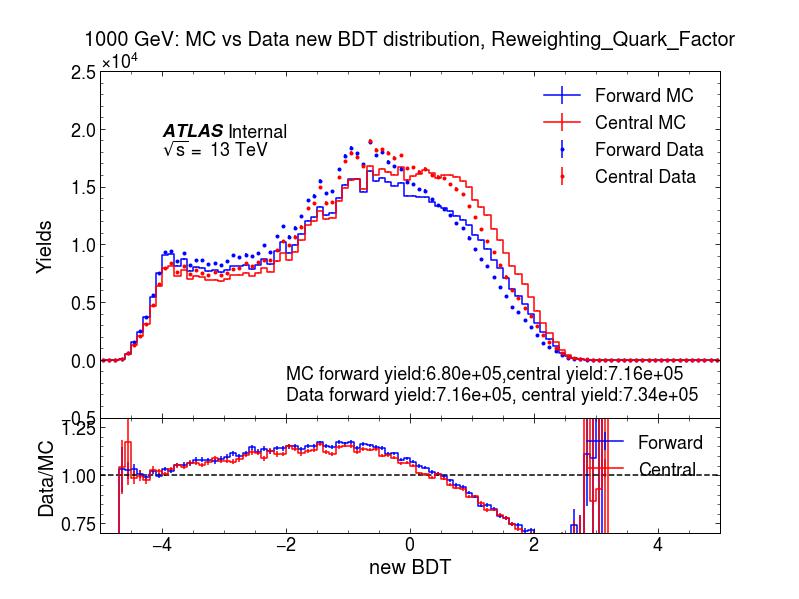 1000 GeV: MC vs Data new BDT distribution, Reweighting_Quark_Factor
×10⁴
2.5
2.0
1.5
1.0
0.5
0.0
0.5
Yields
ATLAS Internal
√s = 13 TeV
Forward MC
Central MC
Forward Data
Central Data
MC forward yield:6.80e+05,central yield:7.16e+05
Data forward yield:7.16e+05, central yield:7.34e+05
1.25
1.00
0.75
Data/MC
Forward
Central
−4
−2
0
2
4
new BDT